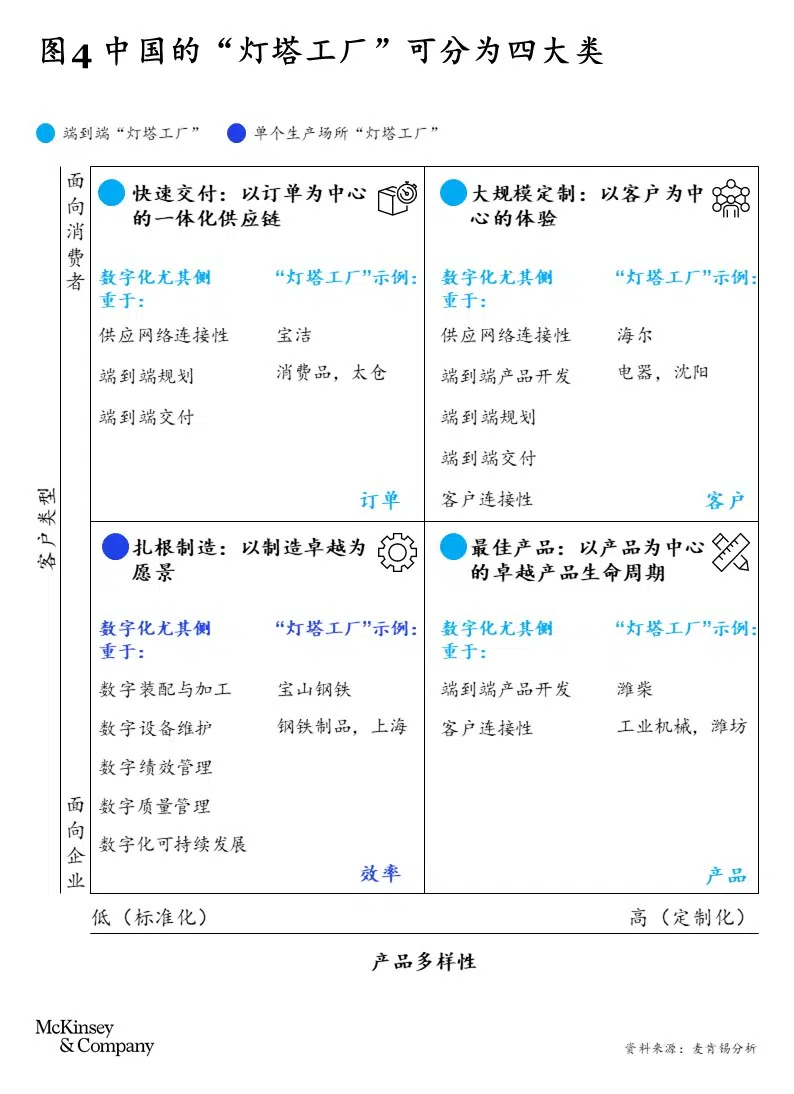 图4 中国的“灯塔工厂”可分为四大类
端到端“灯塔工厂”
单个生产场所“灯塔工厂”
客户类型
面向消费者
快速交付：以订单为中心
的一体化供应链
数字化尤其侧
重于：
供应网络连接性
端到端规划
端到端交付
“灯塔工厂”示例：
宝洁
消费品，太仓
订单
大规模定制：以客户为中
心的体验
数字化尤其侧
重于：
供应网络连接性
端到端产品开发
端到端规划
端到端交付
客户连接性
“灯塔工厂”示例：
海尔
电器，沈阳
客户
面向企业
扎根制造：以制造卓越为
愿景
数字化尤其侧
重于：
数字装配与加工
数字设备维护
数字绩效管理
数字质量管理
数字化可持续发展
“灯塔工厂”示例：
宝山钢铁
钢铁制品，上海
效率
最佳产品：以产品为中心
的卓越产品生命周期
数字化尤其侧
重于：
端到端产品开发
客户连接性
“灯塔工厂”示例：
潍柴
工业机械，潍坊
产品
低（标准化）
高（定制化）
产品多样性
McKinsey
& Company
资料来源：麦肯锡分析